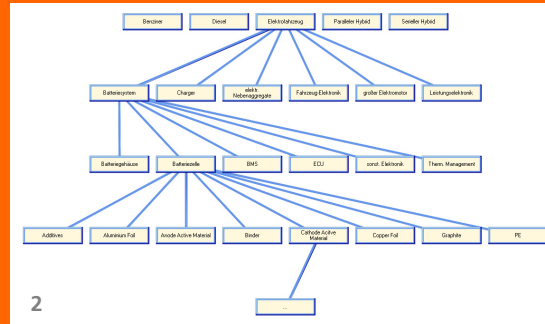 Benziner Diesel Elektrofahrzeug Paralleler Hybrid Serieller Hybrid
Batteriesystem Charger elektr. Nebenaggregate Fahrzeug-Elektronik großer Elektromotor Leistungselektronik
Batteriegehäuse Batteriezelle BMS ECU sonst. Elektronik Therm. Management
Additives Aluminium Foil Anode Active Material Binder Cathode Acitve Material Copper Foil Graphite PE
...
2